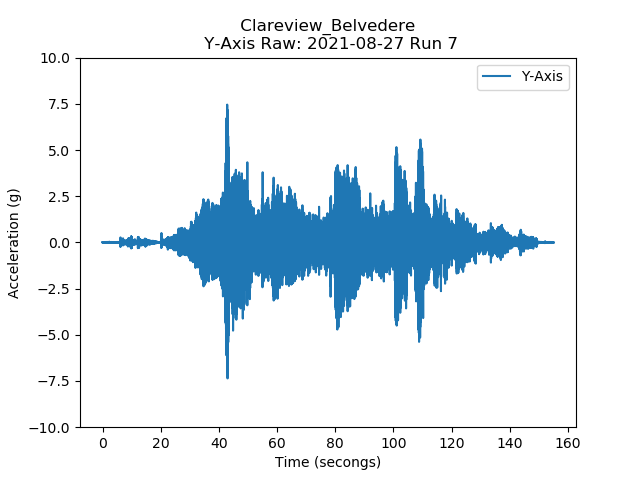 Clareview_Belvedere
Y-Axis Raw: 2021-08-27 Run 7
Y-Axis
Acceleration (g)
10.0
7.5
5.0
2.5
0.0
−2.5
−5.0
−7.5
−10.0
0 20 40 60 80 100 120 140 160
Time (secongs)